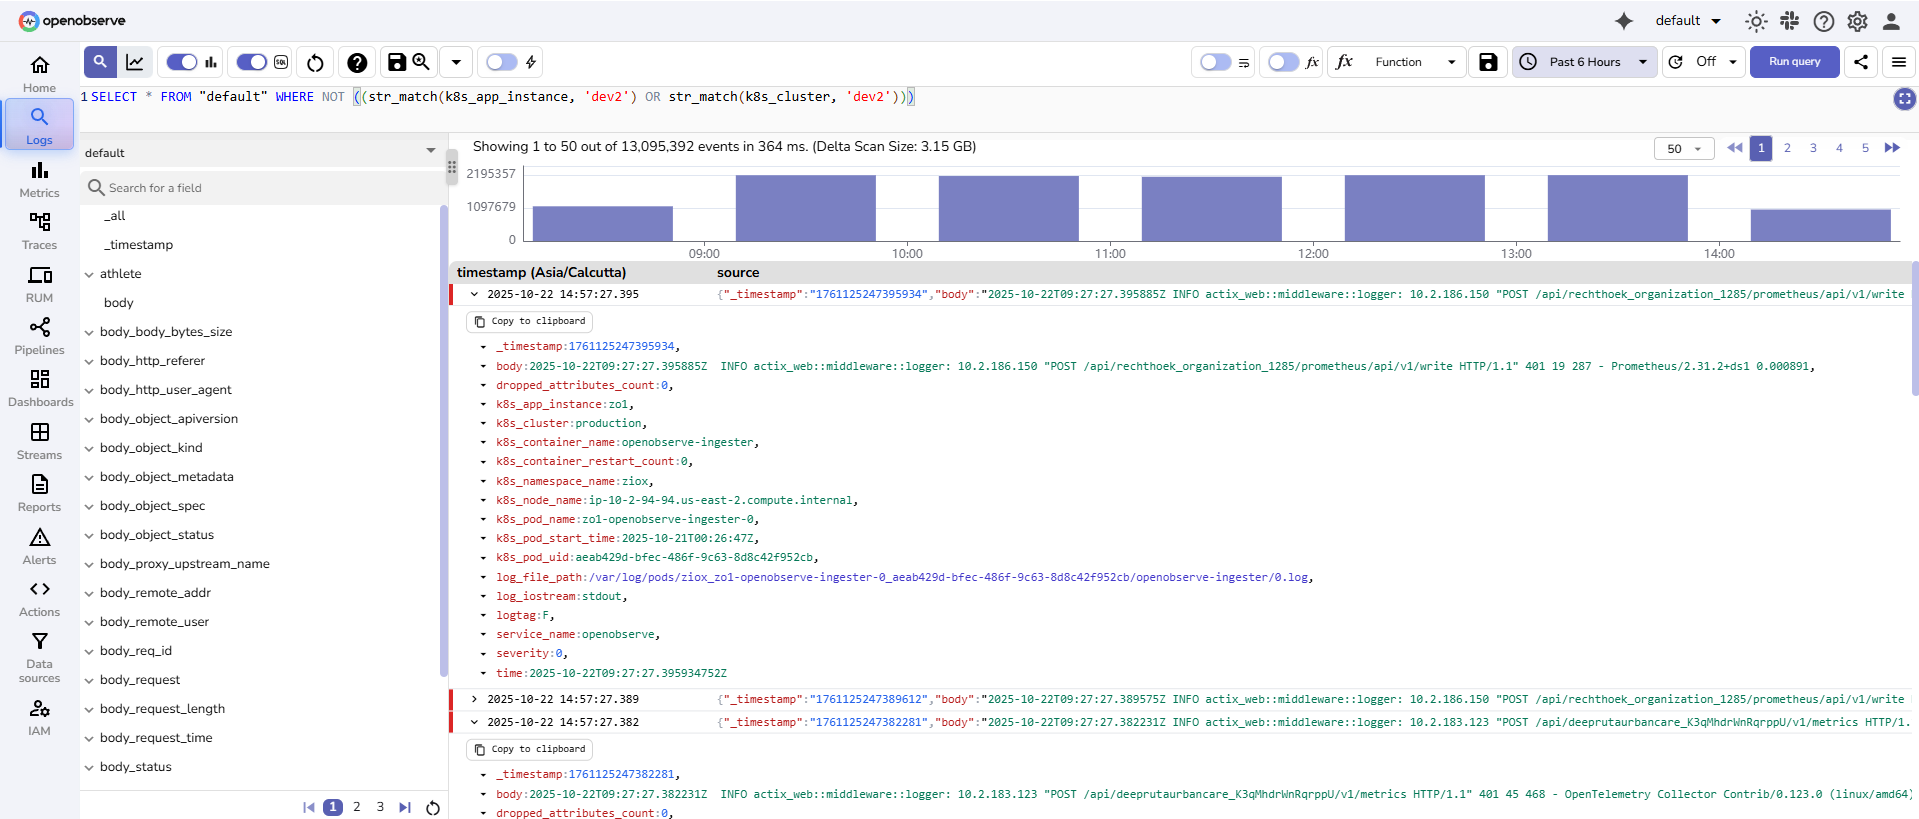 openobserve
default
Home
Logs
Metrics
Traces
RUM
Pipelines
Dashboards
Streams
Reports
Alerts
Actions
Data
sources
IAM
SQL
fx
fx Function
Past 6 Hours
Off
Run query
1 SELECT * FROM "default" WHERE NOT ((str_match(k8s_app_instance, 'dev2') OR str_match(k8s_cluster, 'dev2')))
default
Search for a field
_all
_timestamp
athlete
body
body_body_bytes_size
body_http_referer
body_http_user_agent
body_object_apiversion
body_object_kind
body_object_metadata
body_object_spec
body_object_status
body_proxy_upstream_name
body_remote_addr
body_remote_user
body_req_id
body_request
body_request_length
body_request_time
body_status
1 2 3
Showing 1 to 50 out of 13,095,392 events in 364 ms. (Delta Scan Size: 3.15 GB)
50
1 2 3 4 5
2195357
1097679
0
09:00 10:00 11:00 12:00 13:00 14:00
timestamp (Asia/Calcutta) source
2025-10-22 14:57:27.395 {"_timestamp":"1761125247395934","body":"2025-10-22T09:27:27.395885Z INFO actix_web::middleware::logger: 10.2.186.150 "POST /api/rechthoek_organization_1285/prometheus/api/v1/write
Copy to clipboard
_timestamp:1761125247395934,
body:2025-10-22T09:27:27.395885Z INFO actix_web::middleware::logger: 10.2.186.150 "POST /api/rechthoek_organization_1285/prometheus/api/v1/write HTTP/1.1" 401 19 287 - Prometheus/2.31.2+ds1 0.000891,
dropped_attributes_count:0,
k8s_app_instance:zo1,
k8s_cluster:production,
k8s_container_name:openobserve-ingester,
k8s_container_restart_count:0,
k8s_namespace_name:ziox,
k8s_node_name:ip-10-2-94-94.us-east-2.compute.internal,
k8s_pod_name:zo1-openobserve-ingester-0,
k8s_pod_start_time:2025-10-21T00:26:47Z,
k8s_pod_uid:aeab429d-bfec-486f-9c63-8d8c42f952cb,
log_file_path:/var/log/pods/ziox_zo1-openobserve-ingester-0_aeab429d-bfec-486f-9c63-8d8c42f952cb/openobserve-ingester/0.log,
log_iostream:stdout,
logtag:F,
service_name:openobserve,
severity:0,
time:2025-10-22T09:27:27.395934752Z
2025-10-22 14:57:27.389 {"_timestamp":"1761125247389612","body":"2025-10-22T09:27:27.389575Z INFO actix_web::middleware::logger: 10.2.186.150 "POST /api/rechthoek_organization_1285/prometheus/api/v1/write
2025-10-22 14:57:27.382 {"_timestamp":"1761125247382281","body":"2025-10-22T09:27:27.382231Z INFO actix_web::middleware::logger: 10.2.183.123 "POST /api/deeprutaurbancare_K3qMhdrWnRqrppU/v1/metrics HTTP/1.
Copy to clipboard
_timestamp:1761125247382281,
body:2025-10-22T09:27:27.382231Z INFO actix_web::middleware::logger: 10.2.183.123 "POST /api/deeprutaurbancare_K3qMhdrWnRqrppU/v1/metrics HTTP/1.1" 401 45 468 - OpenTelemetry Collector Contrib/0.123.0 (linux/amd64)
dropped_attributes_count:0,